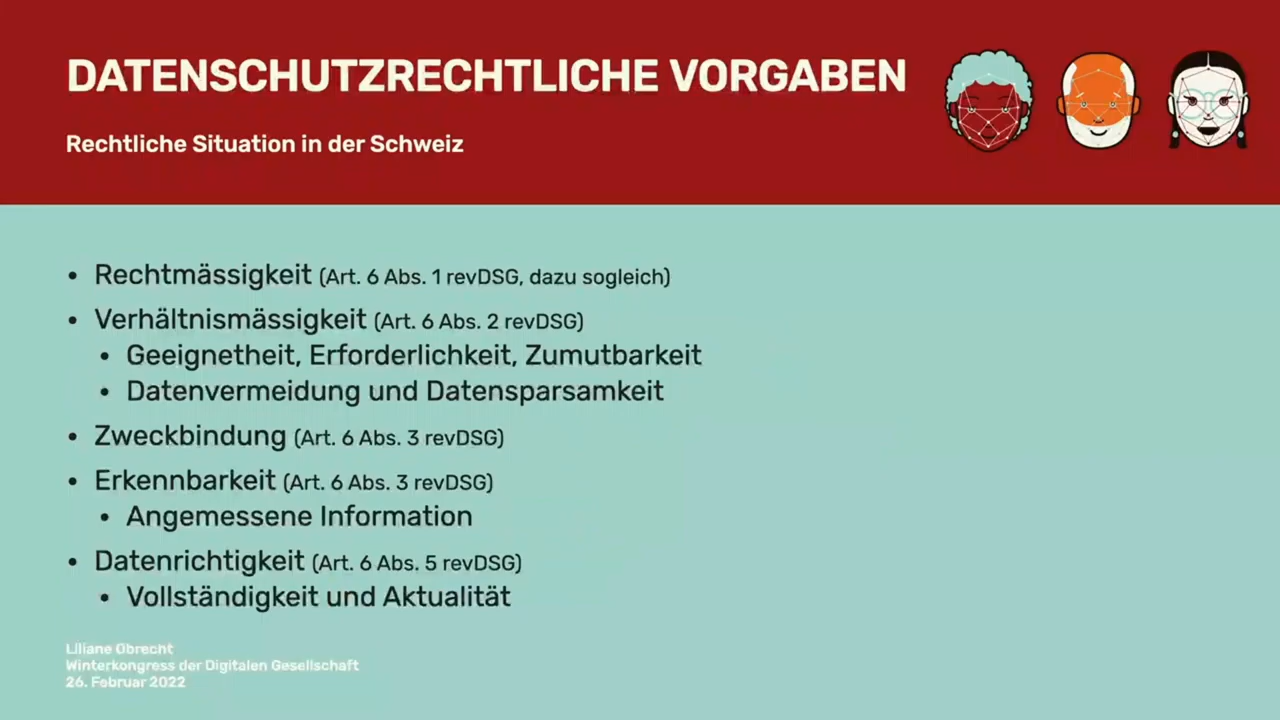 DATENSCHUTZRECHTLICHE VORGABEN
Rechtliche Situation in der Schweiz
• Rechtmässigkeit (Art. 6 Abs. 1 revDSG, dazu sogleich)
• Verhältnismässigkeit (Art. 6 Abs. 2 revDSG)
• Geeignetheit, Erforderlichkeit, Zumutbarkeit
• Datenvermeidung und Datensparsamkeit
• Zweckbindung (Art. 6 Abs. 3 revDSG)
• Erkennbarkeit (Art. 6 Abs. 3 revDSG)
• Angemessene Information
• Datenrichtigkeit (Art. 6 Abs. 5 revDSG)
• Vollständigkeit und Aktualität
Liliane Obrecht
Winterkongress der Digitalen Gesellschaft
26. Februar 2022